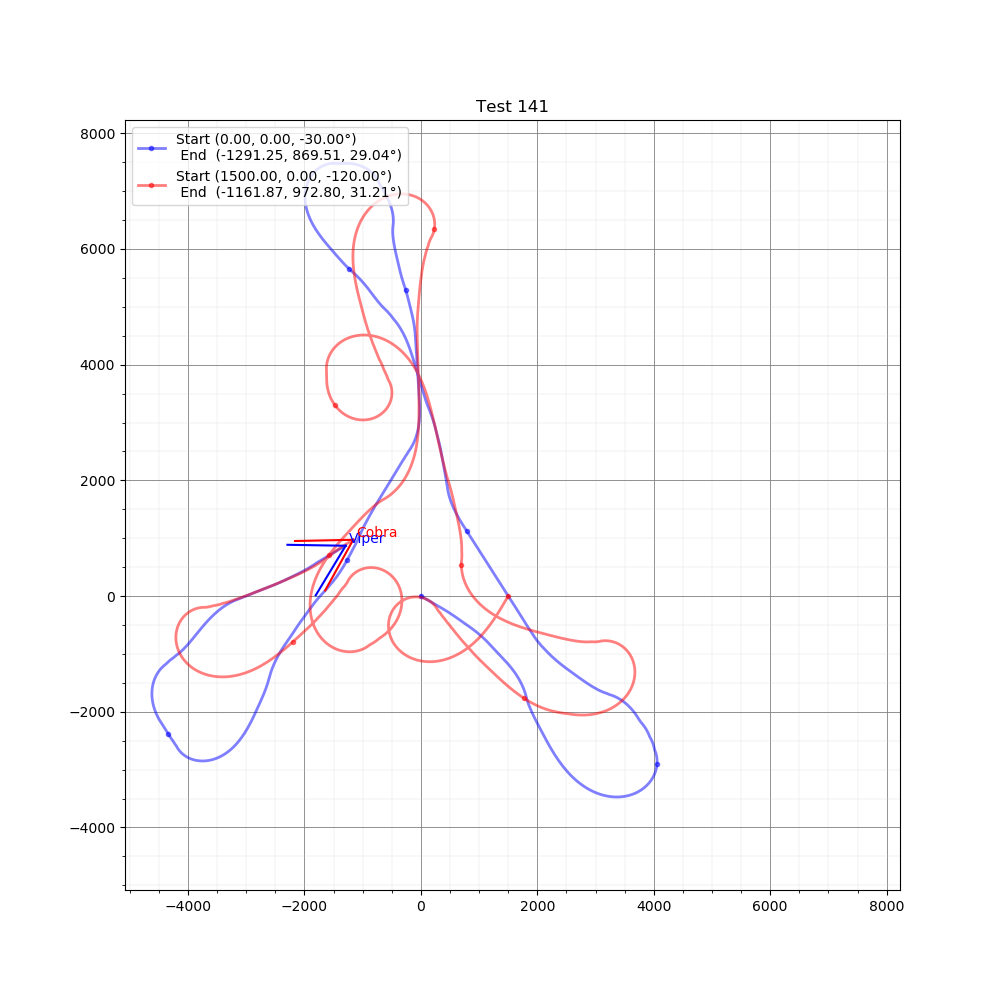 Test 141
Start (0.00, 0.00, -30.00°)
End (-1291.25, 869.51, 29.04°)
Start (1500.00, 0.00, -120.00°)
End (-1161.87, 972.80, 31.21°)
8000
6000
4000
2000
0
−2000
−4000
Cobra
Viper
−4000 −2000 0 2000 4000 6000 8000